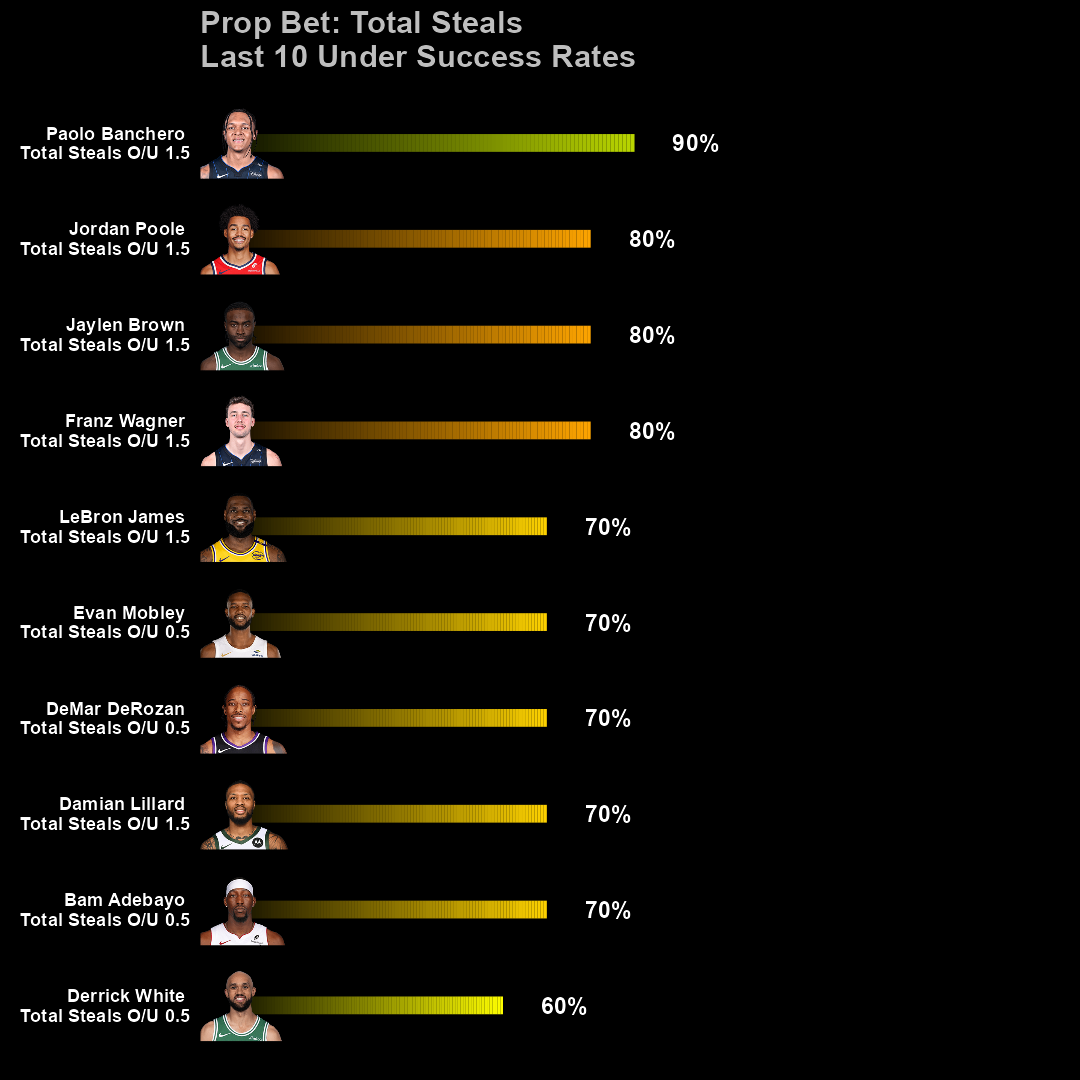 Prop Bet: Total Steals
Last 10 Under Success Rates
Paolo Banchero
Total Steals O/U 1.5
90%
Jordan Poole
Total Steals O/U 1.5
80%
Jaylen Brown
Total Steals O/U 1.5
80%
Franz Wagner
Total Steals O/U 1.5
80%
LeBron James
Total Steals O/U 1.5
70%
Evan Mobley
Total Steals O/U 0.5
70%
DeMar DeRozan
Total Steals O/U 0.5
70%
Damian Lillard
Total Steals O/U 1.5
70%
Bam Adebayo
Total Steals O/U 0.5
70%
Derrick White
Total Steals O/U 0.5
60%